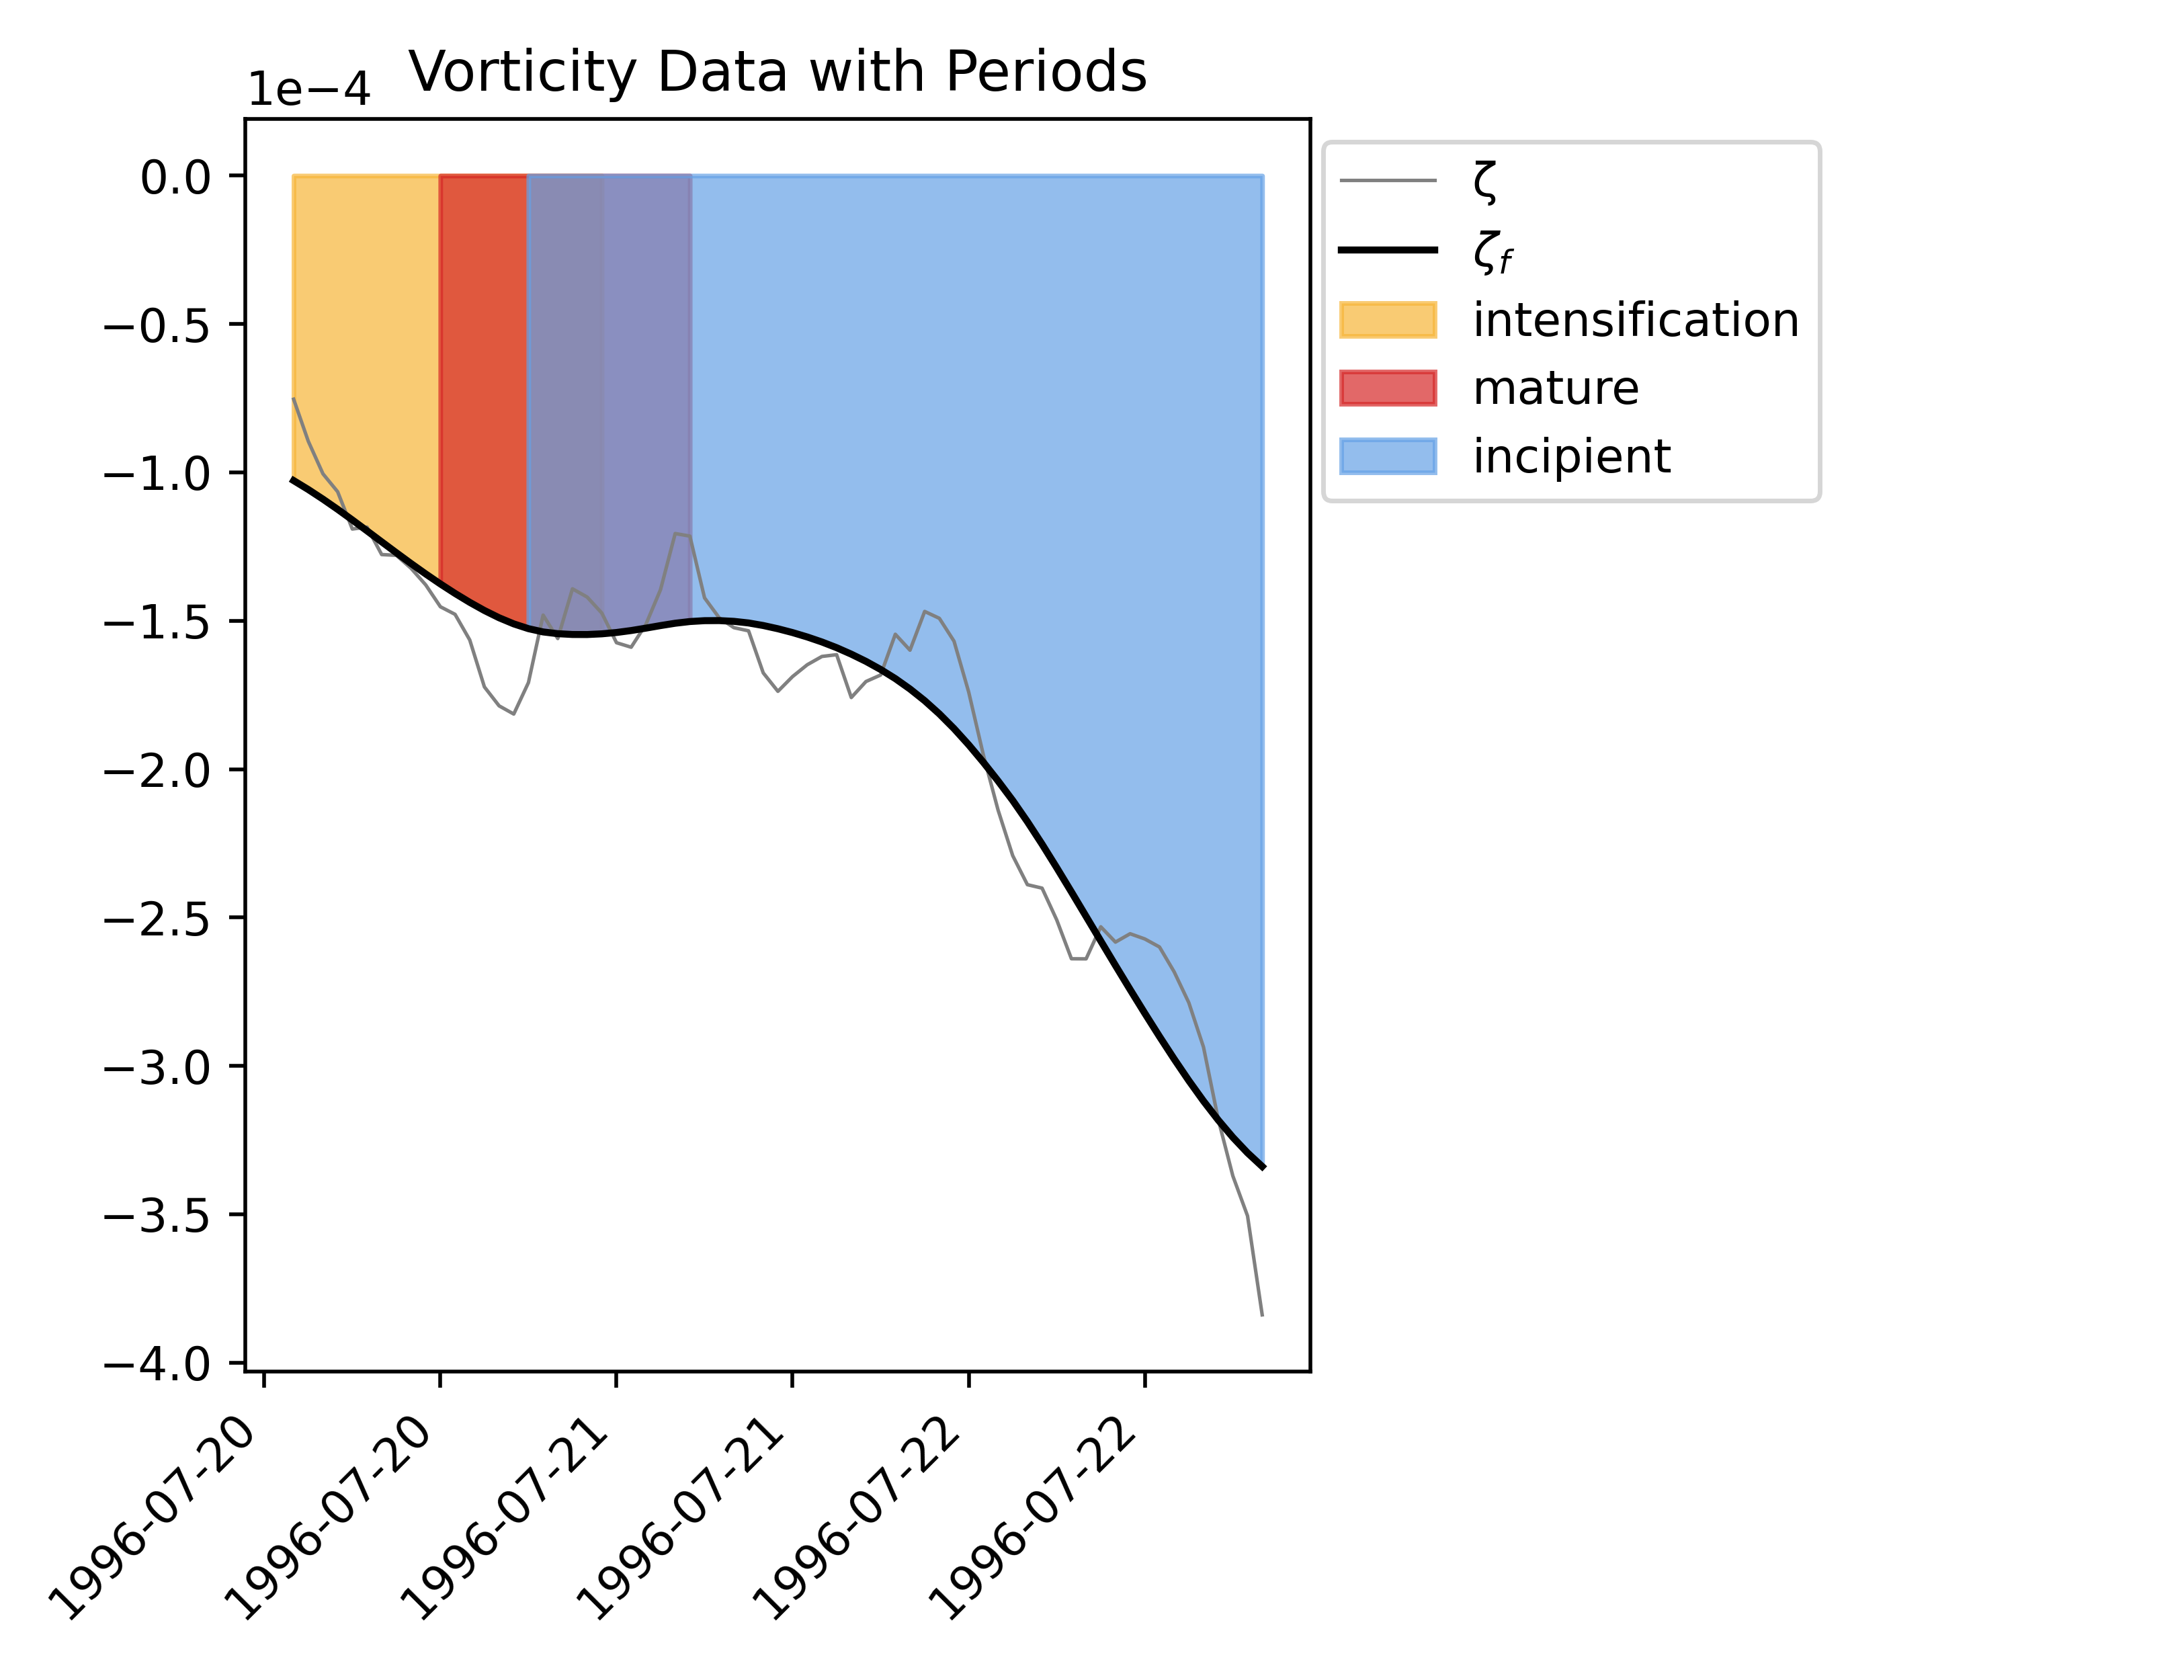 Vorticity Data with Periods
1e−4
0.0
−0.5
−1.0
−1.5
−2.0
−2.5
−3.0
−3.5
−4.0
1996-07-20
1996-07-20
1996-07-21
1996-07-21
1996-07-22
1996-07-22
ζ
ζf
intensification
mature
incipient